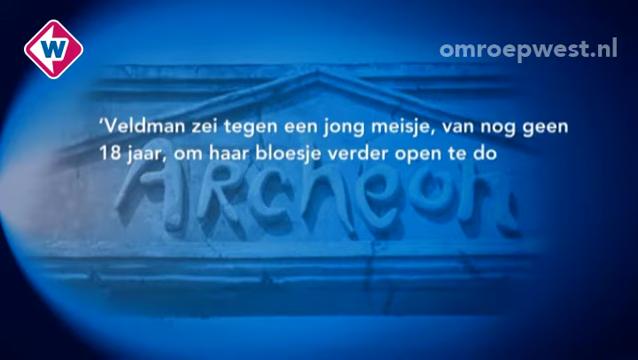 W
omroepwest.nl
‘Veldman zei tegen een jong meisje, van nog geen
18 jaar, om haar bloesje verder open te do
Archeon